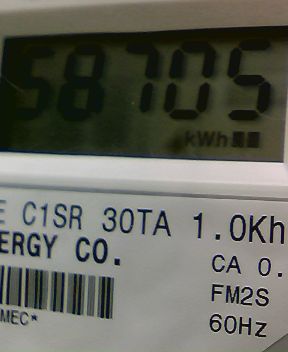 58705
kWh
E C1SR 30TA 1.0Kh
ERGY CO.
CA 0.
FM2S
MEC*
60Hz